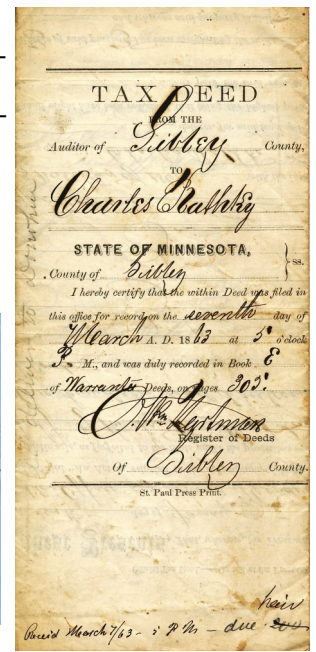 TAX DEED
FROM THE
Auditor of Sibley County,
TO
Charles Rathky
STATE OF MINNESOTA,
County of Sibley
} ss.
I hereby certify that the within Deed was filed in
this office for record on the seventh day of
March A. D. 1863 at 5 o'clock
P. M., and was duly recorded in Book E
of Warrantee Deeds, on pages 303.
Register of Deeds
Of Sibley County.
St. Paul Press Print.
Presents,
March 7/63 - 5 P M - due